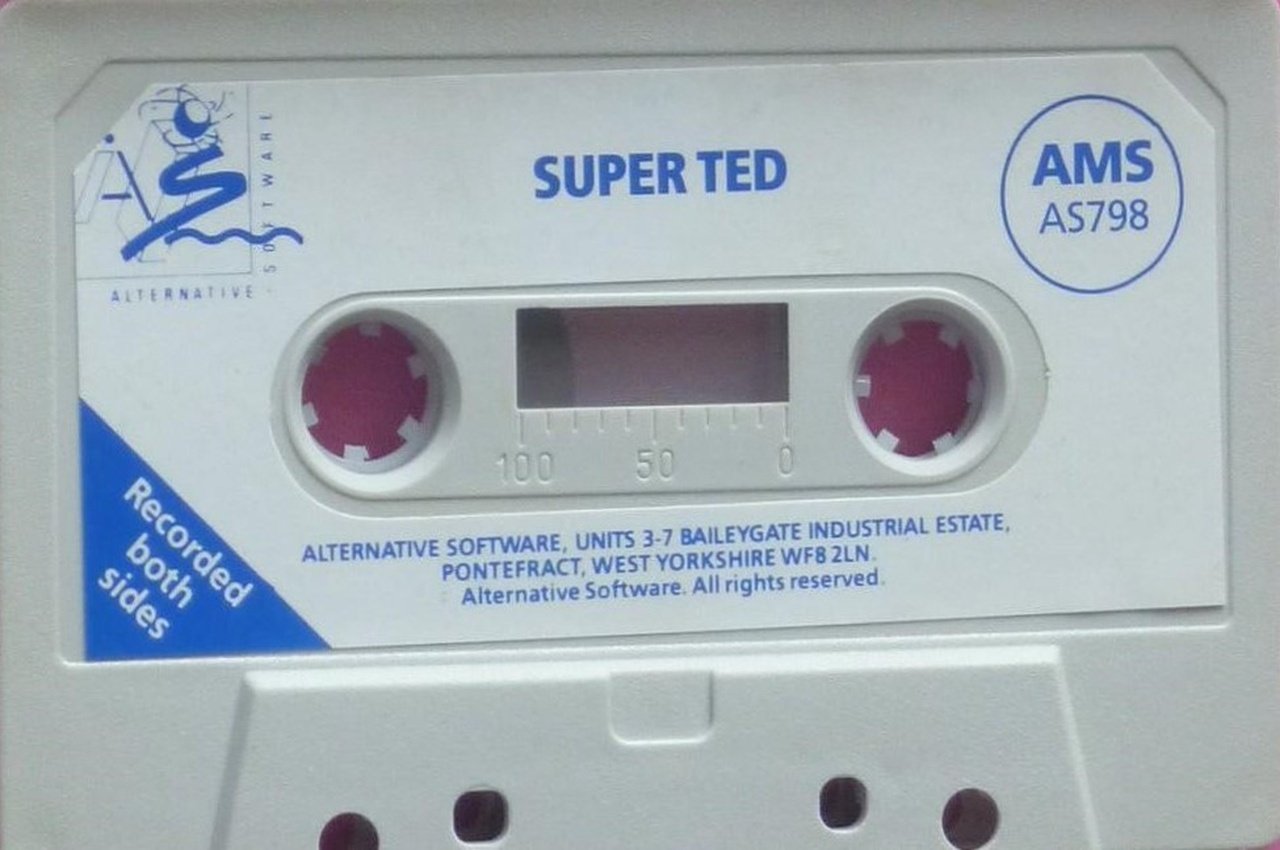 SUPER TED
AMS
AS798
AS
SOFTWARE
ALTERNATIVE
100 50 0
Recorded
both
sides
ALTERNATIVE SOFTWARE, UNITS 3-7 BAILEYGATE INDUSTRIAL ESTATE,
PONTEFRACT, WEST YORKSHIRE WF8 2LN.
Alternative Software. All rights reserved.